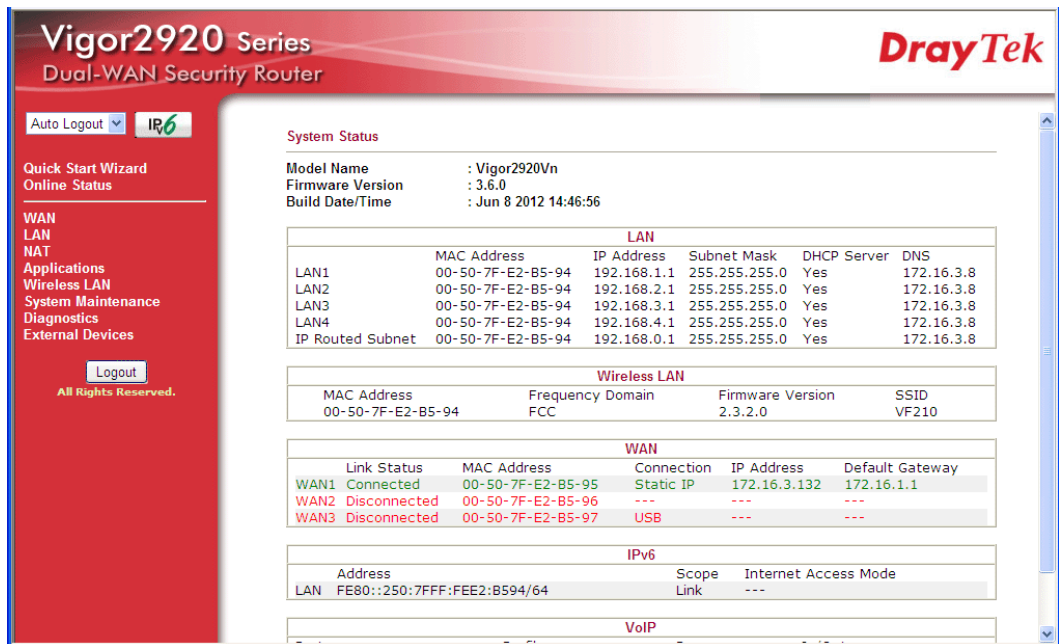 Vigor2920 Series
Dual-WAN Security Router
DrayTek
Auto Logout
IPv6
Quick Start Wizard
Online Status
WAN
LAN
NAT
Applications
Wireless LAN
System Maintenance
Diagnostics
External Devices
Logout
All Rights Reserved.
System Status
Model Name : Vigor2920Vn
Firmware Version : 3.6.0
Build Date/Time : Jun 8 2012 14:46:56
LAN
MAC Address IP Address Subnet Mask DHCP Server DNS
LAN1 00-50-7F-E2-B5-94 192.168.1.1 255.255.255.0 Yes 172.16.3.8
LAN2 00-50-7F-E2-B5-94 192.168.2.1 255.255.255.0 Yes 172.16.3.8
LAN3 00-50-7F-E2-B5-94 192.168.3.1 255.255.255.0 Yes 172.16.3.8
LAN4 00-50-7F-E2-B5-94 192.168.4.1 255.255.255.0 Yes 172.16.3.8
IP Routed Subnet 00-50-7F-E2-B5-94 192.168.0.1 255.255.255.0 Yes 172.16.3.8
Wireless LAN
MAC Address Frequency Domain Firmware Version SSID
00-50-7F-E2-B5-94 FCC 2.3.2.0 VF210
WAN
Link Status MAC Address Connection IP Address Default Gateway
WAN1 Connected 00-50-7F-E2-B5-95 Static IP 172.16.3.132 172.16.1.1
WAN2 Disconnected 00-50-7F-E2-B5-96 --- --- ---
WAN3 Disconnected 00-50-7F-E2-B5-97 USB --- ---
IPv6
Address Scope Internet Access Mode
LAN FE80::250:7FFF:FEE2:B594/64 Link ---
VoIP